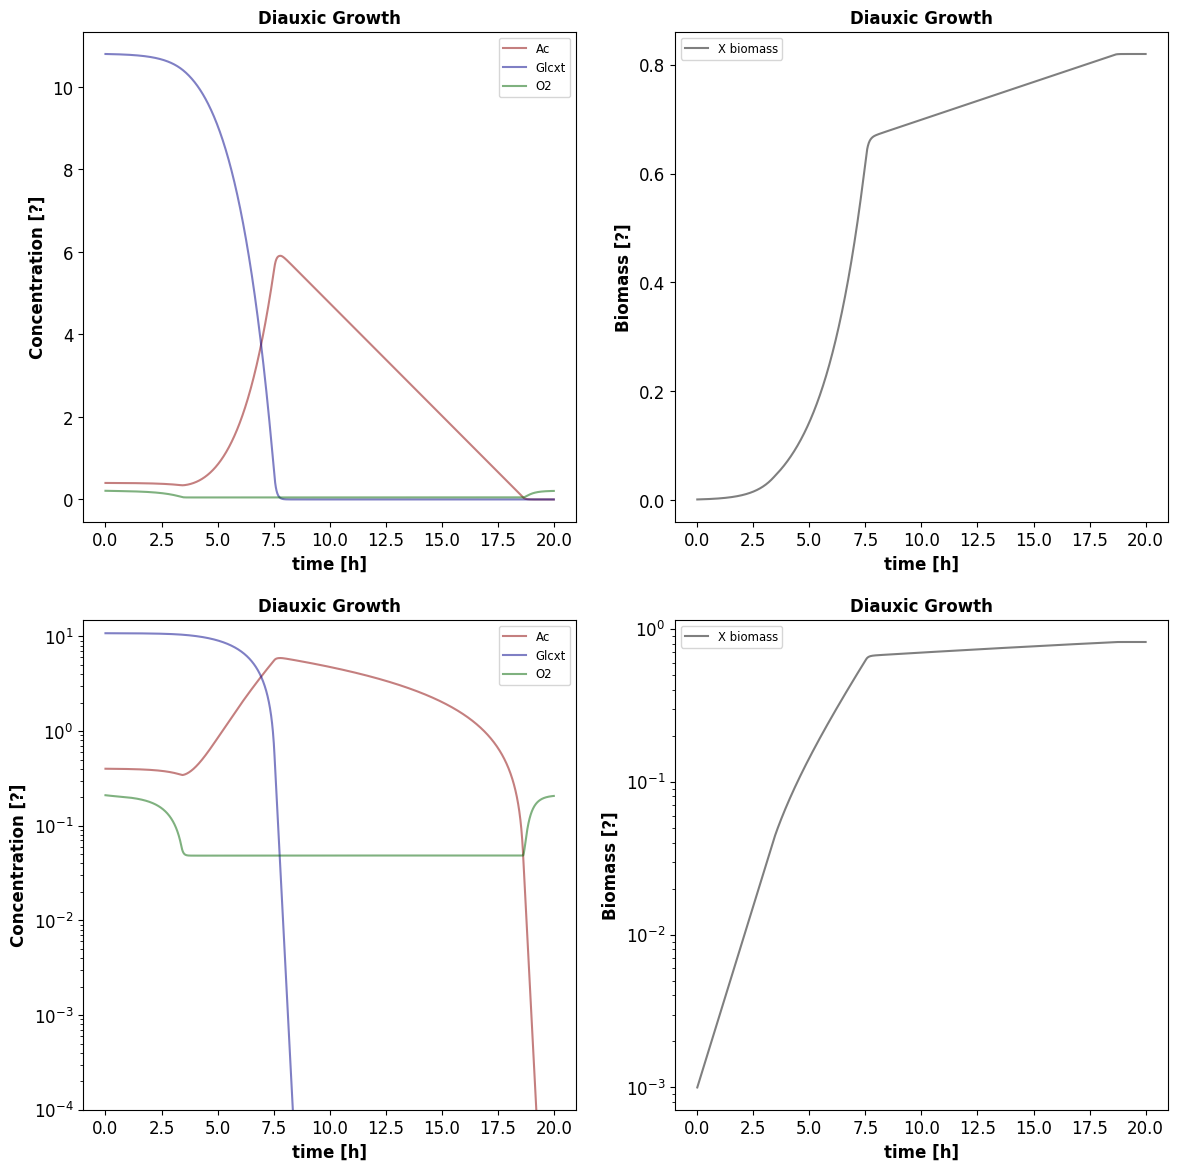 Diauxic Growth
Concentration [?]
10
8
6
4
2
0
Ac
Glcxt
O2
0.0 2.5 5.0 7.5 10.0 12.5 15.0 17.5 20.0
time [h]
Diauxic Growth
Biomass [?]
0.8
0.6
0.4
0.2
0.0
X biomass
0.0 2.5 5.0 7.5 10.0 12.5 15.0 17.5 20.0
time [h]
Diauxic Growth
Concentration [?]
10¹
10⁰
10⁻¹
10⁻²
10⁻³
10⁻⁴
Ac
Glcxt
O2
0.0 2.5 5.0 7.5 10.0 12.5 15.0 17.5 20.0
time [h]
Diauxic Growth
Biomass [?]
10⁰
10⁻¹
10⁻²
10⁻³
X biomass
0.0 2.5 5.0 7.5 10.0 12.5 15.0 17.5 20.0
time [h]